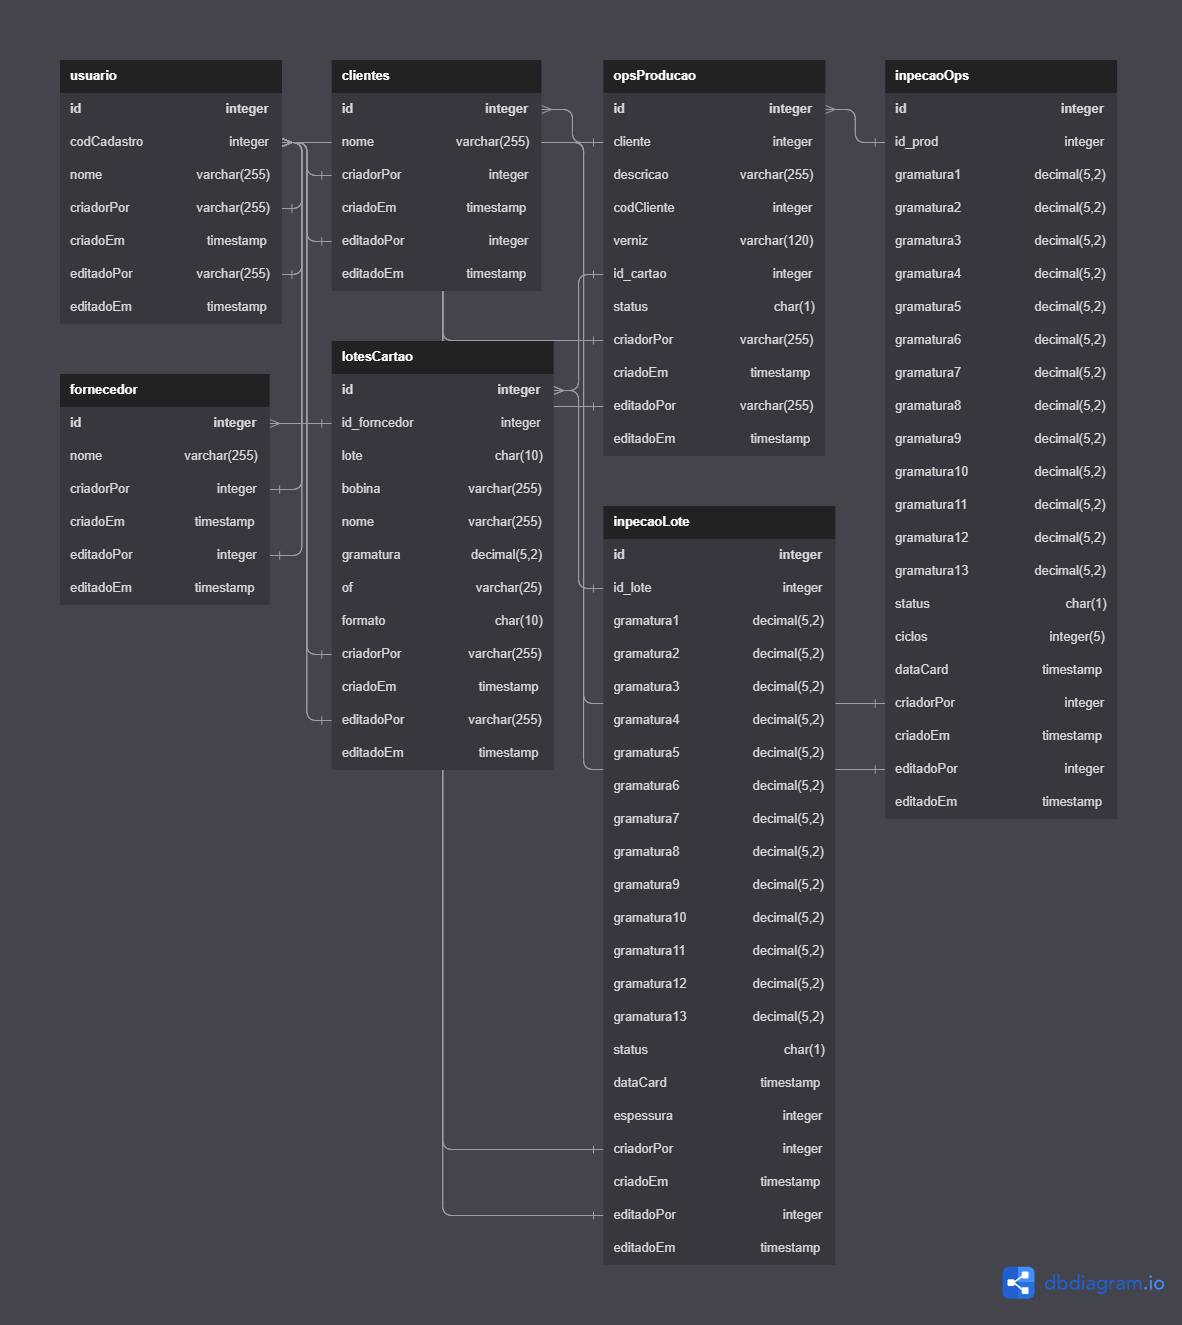 usuario
id integer
codCadastro integer
nome varchar(255)
criadorPor varchar(255)
criadoEm timestamp
editadoPor varchar(255)
editadoEm timestamp
clientes
id integer
nome varchar(255)
criadorPor integer
criadoEm timestamp
editadoPor integer
editadoEm timestamp
opsProducao
id integer
cliente integer
descricao varchar(255)
codCliente integer
verniz varchar(120)
id_cartao integer
status char(1)
criadorPor varchar(255)
criadoEm timestamp
editadoPor varchar(255)
editadoEm timestamp
inpecaoOps
id integer
id_prod integer
gramatura1 decimal(5,2)
gramatura2 decimal(5,2)
gramatura3 decimal(5,2)
gramatura4 decimal(5,2)
gramatura5 decimal(5,2)
gramatura6 decimal(5,2)
gramatura7 decimal(5,2)
gramatura8 decimal(5,2)
gramatura9 decimal(5,2)
gramatura10 decimal(5,2)
gramatura11 decimal(5,2)
gramatura12 decimal(5,2)
gramatura13 decimal(5,2)
status char(1)
ciclos integer(5)
dataCard timestamp
criadorPor integer
criadoEm timestamp
editadoPor integer
editadoEm timestamp
fornecedor
id integer
nome varchar(255)
criadorPor integer
criadoEm timestamp
editadoPor integer
editadoEm timestamp
lotesCartao
id integer
id_forncedor integer
lote char(10)
bobina varchar(255)
nome varchar(255)
gramatura decimal(5,2)
of varchar(25)
formato char(10)
criadorPor varchar(255)
criadoEm timestamp
editadoPor varchar(255)
editadoEm timestamp
inpecaoLote
id integer
id_lote integer
gramatura1 decimal(5,2)
gramatura2 decimal(5,2)
gramatura3 decimal(5,2)
gramatura4 decimal(5,2)
gramatura5 decimal(5,2)
gramatura6 decimal(5,2)
gramatura7 decimal(5,2)
gramatura8 decimal(5,2)
gramatura9 decimal(5,2)
gramatura10 decimal(5,2)
gramatura11 decimal(5,2)
gramatura12 decimal(5,2)
gramatura13 decimal(5,2)
status char(1)
dataCard timestamp
espessura integer
criadorPor integer
criadoEm timestamp
editadoPor integer
editadoEm timestamp
dbdiagram.io